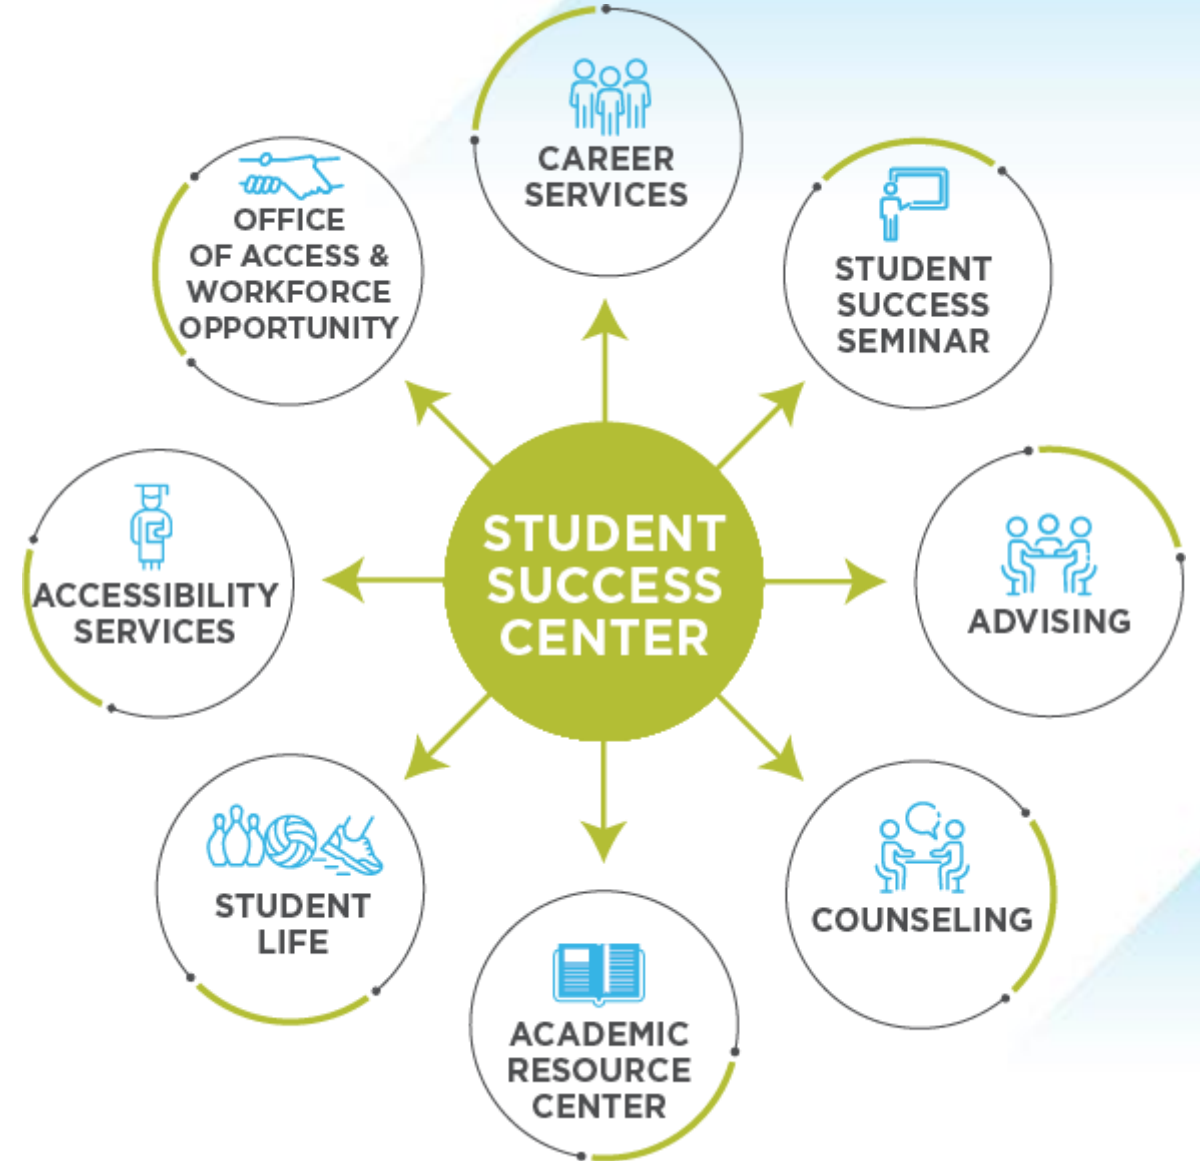 CAREER
SERVICES
OFFICE
OF ACCESS &
WORKFORCE
OPPORTUNITY
STUDENT
SUCCESS
SEMINAR
ACCESSIBILITY
SERVICES
STUDENT
SUCCESS
CENTER
ADVISING
STUDENT
LIFE
COUNSELING
ACADEMIC
RESOURCE
CENTER